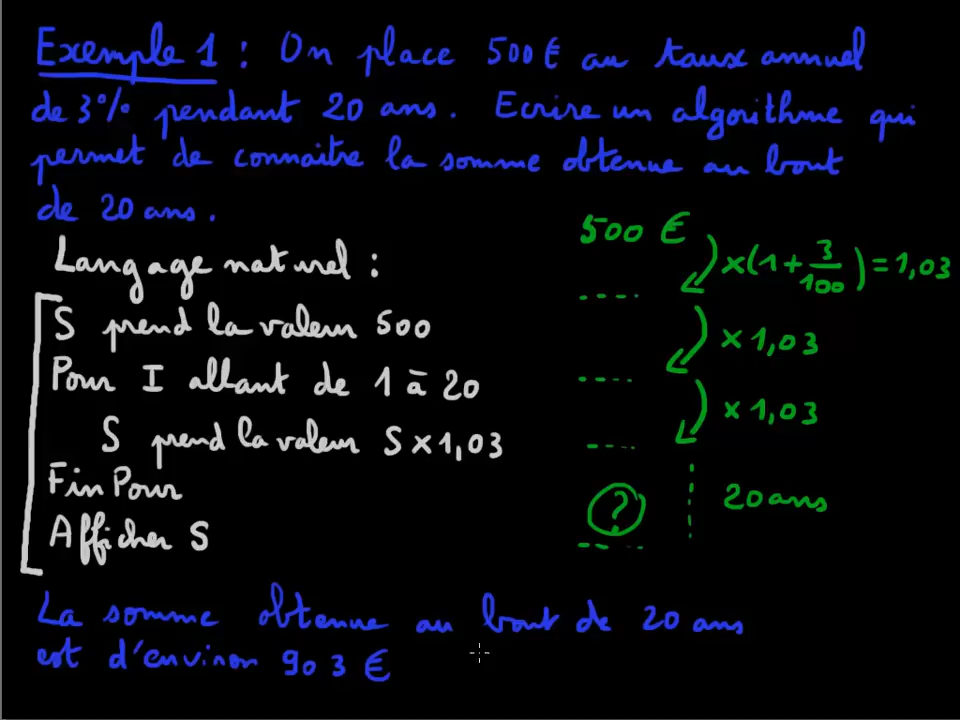 Exemple 1 : On place 500 € au taux annuel
de 3% pendant 20 ans. Ecrire un algorithme qui
permet de connaitre la somme obtenue au bout
de 20 ans.
Langage naturel :
S prend la valeur 500
Pour I allant de 1 à 20
S prend la valeur S × 1,03
Fin Pour
Afficher S
500 €
×(1 + 3/100) = 1,03
.....
× 1,03
.....
× 1,03
.....
?
20 ans
La somme obtenue au bout de 20 ans
est d'environ 903 €